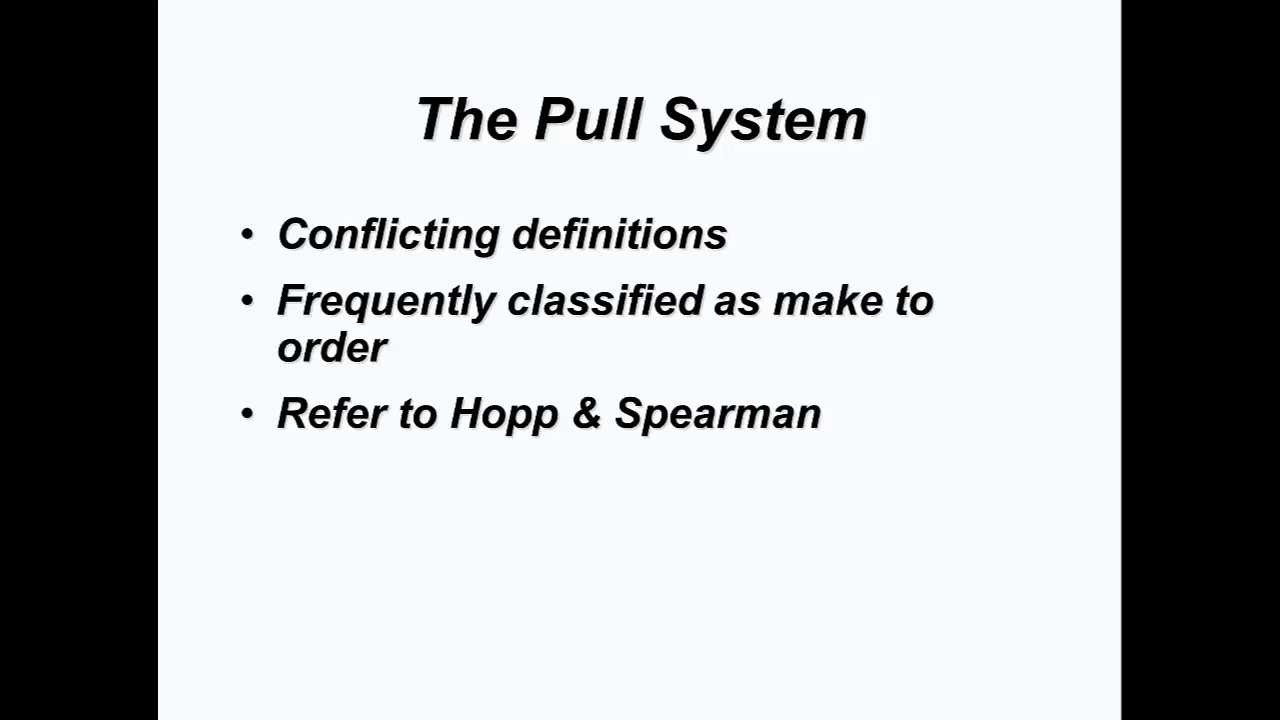 The Pull System
• Conflicting definitions
• Frequently classified as make to
order
• Refer to Hopp & Spearman